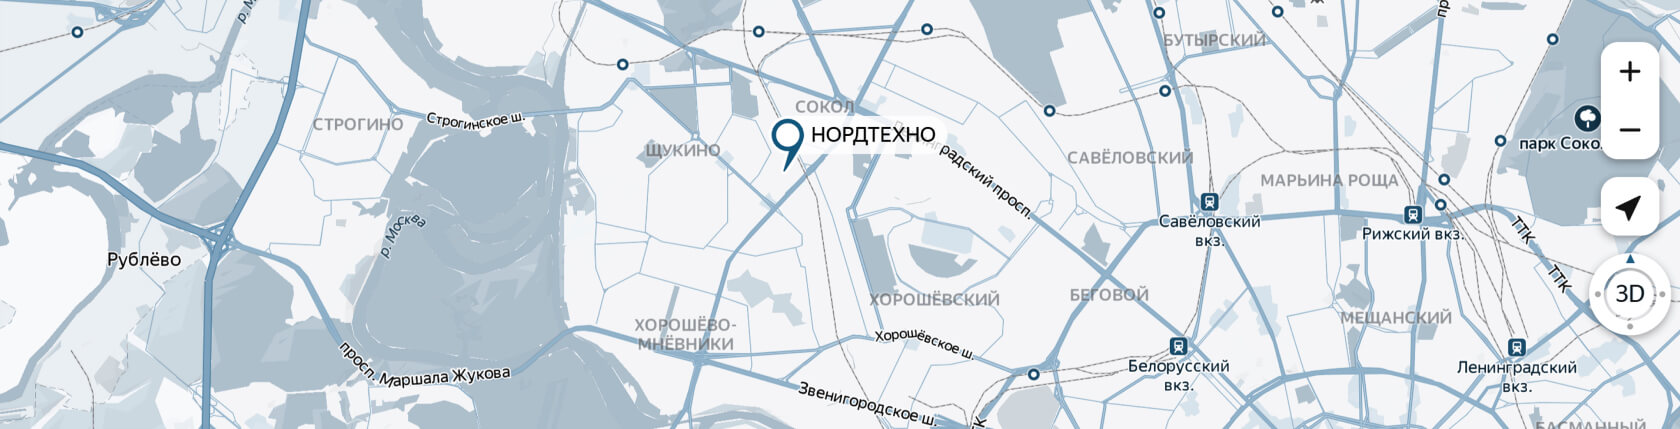 БУТЫРСКИЙ
СОКОЛ
СТРОГИНО
Строгинское ш.
НОРДТЕХНО
парк Соко
ЩУКИНО
САВЁЛОВСКИЙ
градский просп.
МАРЬИНА РОЩА
р. Москва
Савёловский
вкз.
Рижский вкз.
ТТК
Рублёво
ТТК
3D
ХОРОШЁВСКИЙ
БЕГОВОЙ
МЕЩАНСКИЙ
ХОРОШЁВО-
МНЁВНИКИ
Хорошёвское ш.
просп. Маршала Жукова
Белорусский
вкз.
Ленинградский
вкз.
Звенигородское ш.
БАСМАННЫЙ